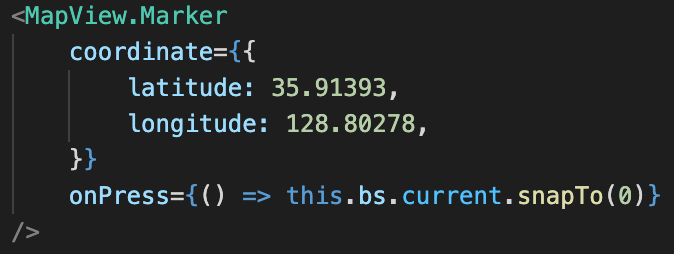 <MapView.Marker
    coordinate={{
        latitude: 35.91393,
        longitude: 128.80278,
    }}
    onPress={() => this.bs.current.snapTo(0)}
/>